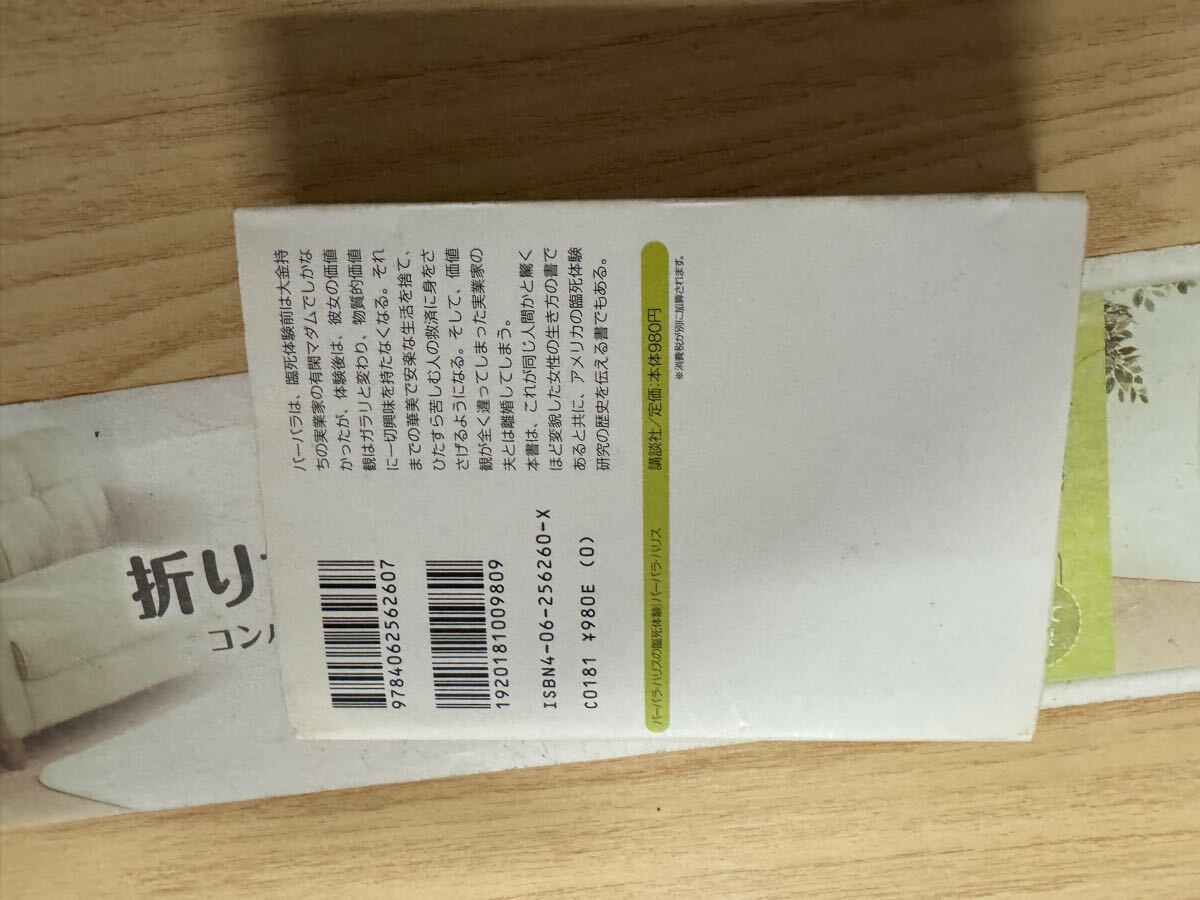 バーバラは、臨死体験前は大金持
ちの実業家の有閑マダムでしかな
かったが、体験後は、彼女の価値
観はガラリと変わり、物質的価値
に一切興味を持たなくなる。それ
までの華美で安楽な生活を捨て、
ひたすら苦しむ人の救済に身をさ
さげるようになる。そして、価値
観が全く違ってしまった実業家の
夫とは離婚してしまう。
本書は、これが同じ人間かと驚く
ほど変貌した女性の生き方の書で
あると共に、アメリカの臨死体験
研究の歴史を伝える書でもある。
9784062562607
1920181009809
ISBN4-06-256260-X
C0181 ¥980E (0)
バーバラ・ハリスの「臨死体験」 バーバラ・ハリス
講談社/定価:本体980円
※消費税が別に加算されます。
折り
コン